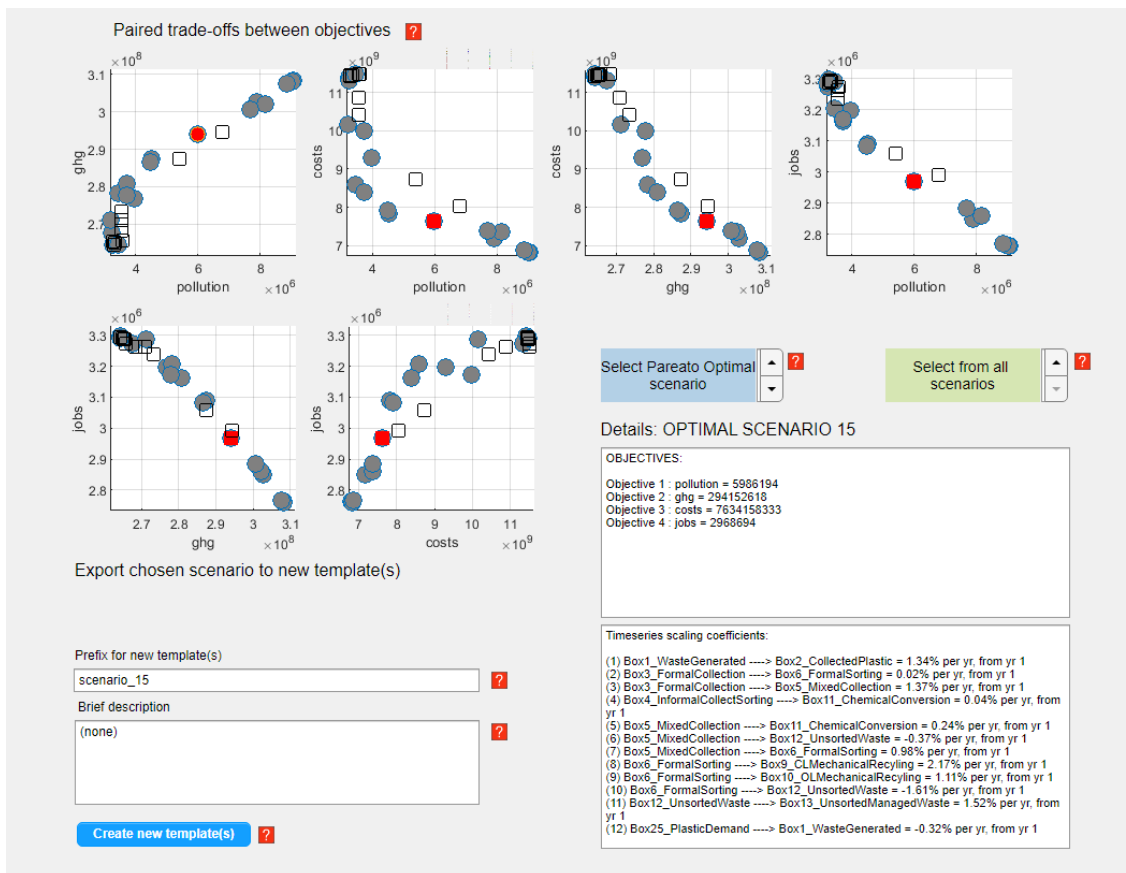 Paired trade-offs between objectives ?
×10^8
3.1
3
2.9
2.8
2.7
ghg
4 6 8
pollution ×10^6
×10^9
11
10
9
8
7
costs
4 6 8
pollution ×10^6
×10^9
11
10
9
8
7
costs
2.7 2.8 2.9 3 3.1
ghg ×10^8
×10^6
3.3
3.2
3.1
3
2.9
2.8
jobs
4 6 8
pollution ×10^6
×10^6
3.3
3.2
3.1
3
2.9
2.8
jobs
2.7 2.8 2.9 3 3.1
ghg ×10^8
×10^6
3.3
3.2
3.1
3
2.9
2.8
jobs
7 8 9 10 11
costs ×10^9
Select Pareato Optimal
scenario
?
Select from all
scenarios
?
Details: OPTIMAL SCENARIO 15
OBJECTIVES:
Objective 1 : pollution = 5986194
Objective 2 : ghg = 294152618
Objective 3 : costs = 7634158333
Objective 4 : jobs = 2968694
Export chosen scenario to new template(s)
Prefix for new template(s)
scenario_15 ?
Brief description
(none) ?
Create new template(s) ?
Timeseries scaling coefficients:
(1) Box1_WasteGenerated ----> Box2_CollectedPlastic = 1.34% per yr, from yr 1
(2) Box3_FormalCollection ----> Box6_FormalSorting = 0.02% per yr, from yr 1
(3) Box3_FormalCollection ----> Box5_MixedCollection = 1.37% per yr, from yr 1
(4) Box4_InformalCollectSorting ----> Box11_ChemicalConversion = 0.04% per yr, from
yr 1
(5) Box5_MixedCollection ----> Box11_ChemicalConversion = 0.24% per yr, from yr 1
(6) Box5_MixedCollection ----> Box12_UnsortedWaste = -0.37% per yr, from yr 1
(7) Box5_MixedCollection ----> Box6_FormalSorting = 0.98% per yr, from yr 1
(8) Box6_FormalSorting ----> Box9_CLMechanicalRecyling = 2.17% per yr, from yr 1
(9) Box6_FormalSorting ----> Box10_OLMechanicalRecyling = 1.11% per yr, from yr 1
(10) Box6_FormalSorting ----> Box12_UnsortedWaste = -1.61% per yr, from yr 1
(11) Box12_UnsortedWaste ----> Box13_UnsortedManagedWaste = 1.52% per yr, from
yr 1
(12) Box25_PlasticDemand ----> Box1_WasteGenerated = -0.32% per yr, from yr 1